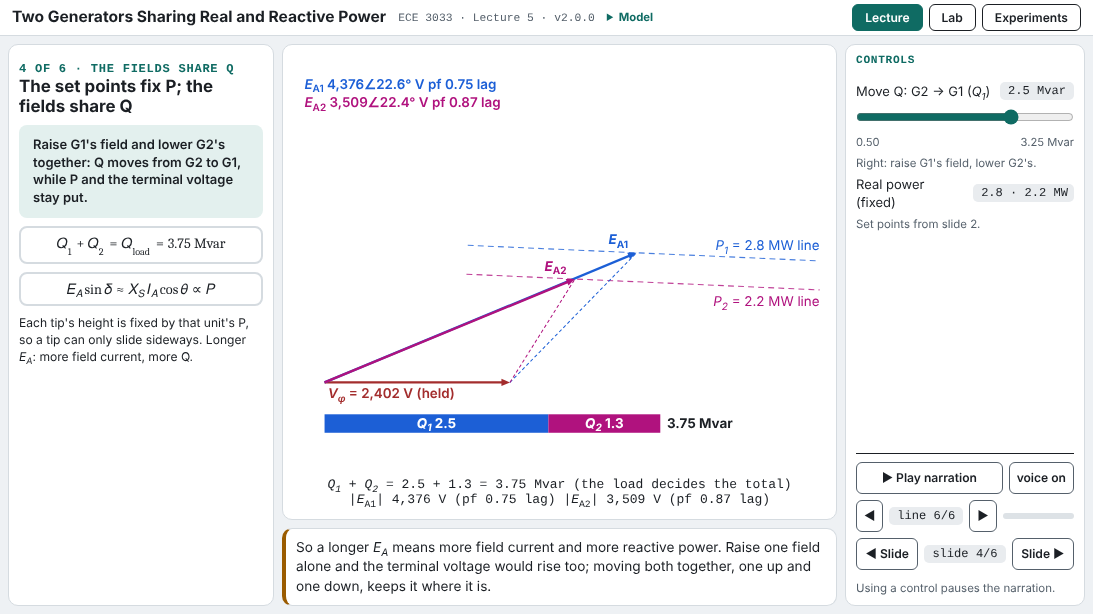 Two Generators Sharing Real and Reactive Power
ECE 3033 · Lecture 5 · v2.0.0
▶ Model
Lecture
Lab
Experiments
4 OF 6 · THE FIELDS SHARE Q
The set points fix P; the
fields share Q
Raise G1's field and lower G2's
together: Q moves from G2 to G1,
while P and the terminal voltage
stay put.
Q1 + Q2 = Qload = 3.75 Mvar
EA sin δ ≈ XS IA cos θ ∝ P
Each tip's height is fixed by that unit's P,
so a tip can only slide sideways. Longer
EA: more field current, more Q.
EA1 4,376∠22.6° V pf 0.75 lag
EA2 3,509∠22.4° V pf 0.87 lag
EA1
P1 = 2.8 MW line
EA2
P2 = 2.2 MW line
Vφ = 2,402 V (held)
Q1 2.5
Q2 1.3
3.75 Mvar
Q1 + Q2 = 2.5 + 1.3 = 3.75 Mvar (the load decides the total)
|EA1| 4,376 V (pf 0.75 lag) |EA2| 3,509 V (pf 0.87 lag)
So a longer EA means more field current and more reactive power. Raise one field
alone and the terminal voltage would rise too; moving both together, one up and
one down, keeps it where it is.
CONTROLS
Move Q: G2 → G1 (Q1)
2.5 Mvar
0.50
3.25 Mvar
Right: raise G1's field, lower G2's.
Real power
(fixed)
2.8 · 2.2 MW
Set points from slide 2.
▶ Play narration
voice on
◀
line 6/6
▶
◀ Slide
slide 4/6
Slide ▶
Using a control pauses the narration.